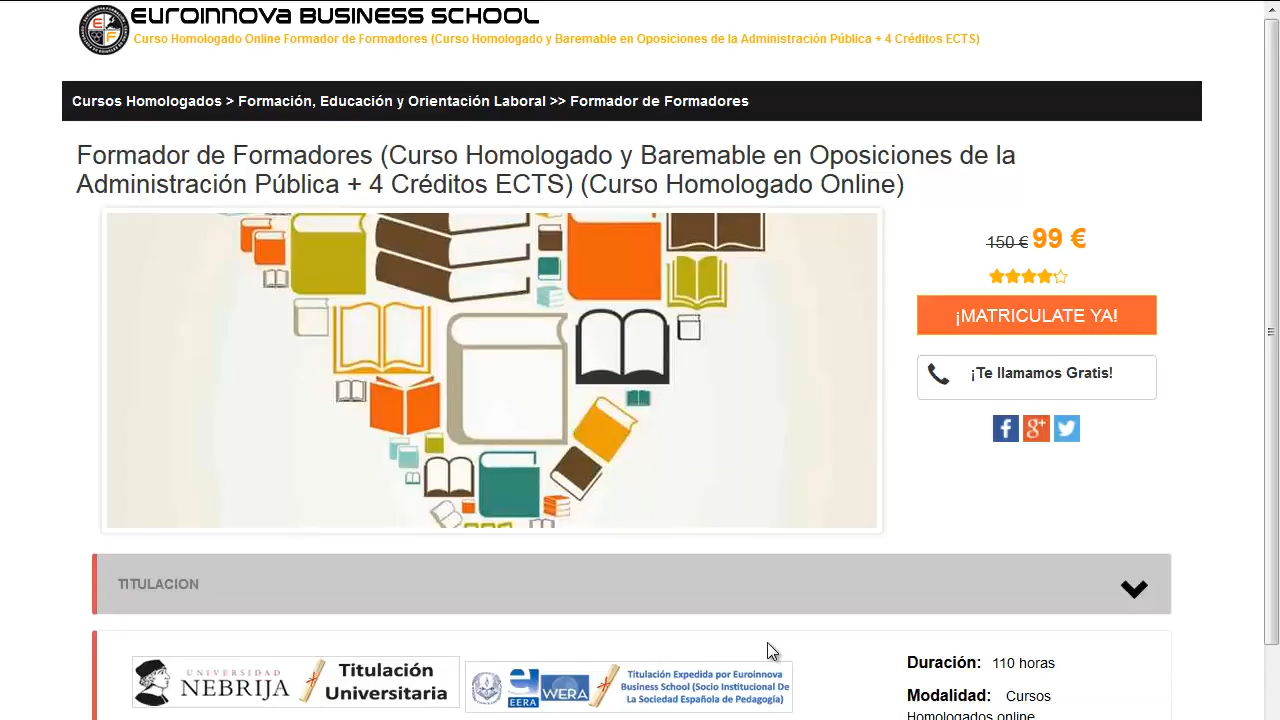 EUROINNOVA BUSINESS SCHOOL
Curso Homologado Online Formador de Formadores (Curso Homologado y Baremable en Oposiciones de la Administración Pública + 4 Créditos ECTS)
Cursos Homologados > Formación, Educación y Orientación Laboral >> Formador de Formadores
Formador de Formadores (Curso Homologado y Baremable en Oposiciones de la
Administración Pública + 4 Créditos ECTS) (Curso Homologado Online)
150 € 99 €
¡MATRICULATE YA!
¡Te llamamos Gratis!
TITULACION
UNIVERSIDAD
NEBRIJA
Titulación
Universitaria
EERA
WERA
Titulación Expedida por Euroinnova
Business School (Socio Institucional De
La Sociedad Española de Pedagogía)
Duración: 110 horas
Modalidad: Cursos
Homologados online